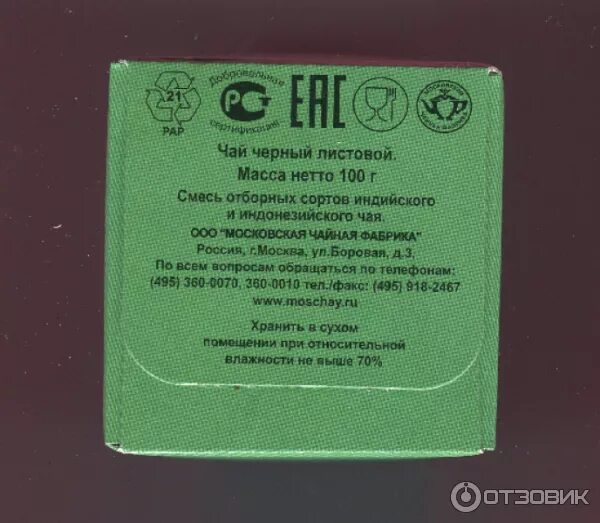 21
PAP
Добровольная
РС
сертификация
ЕАС
Чай черный листовой.
Масса нетто 100 г
Смесь отборных сортов индийского
и индонезийского чая.
ООО "МОСКОВСКАЯ ЧАЙНАЯ ФАБРИКА"
Россия, г.Москва, ул.Боровая, д.3,
По всем вопросам обращаться по телефонам:
(495) 360-0070, 360-0010 тел./факс: (495) 918-2467
www.moschay.ru
Хранить в сухом
помещении при относительной
влажности не выше 70%
ОТЗОВИК